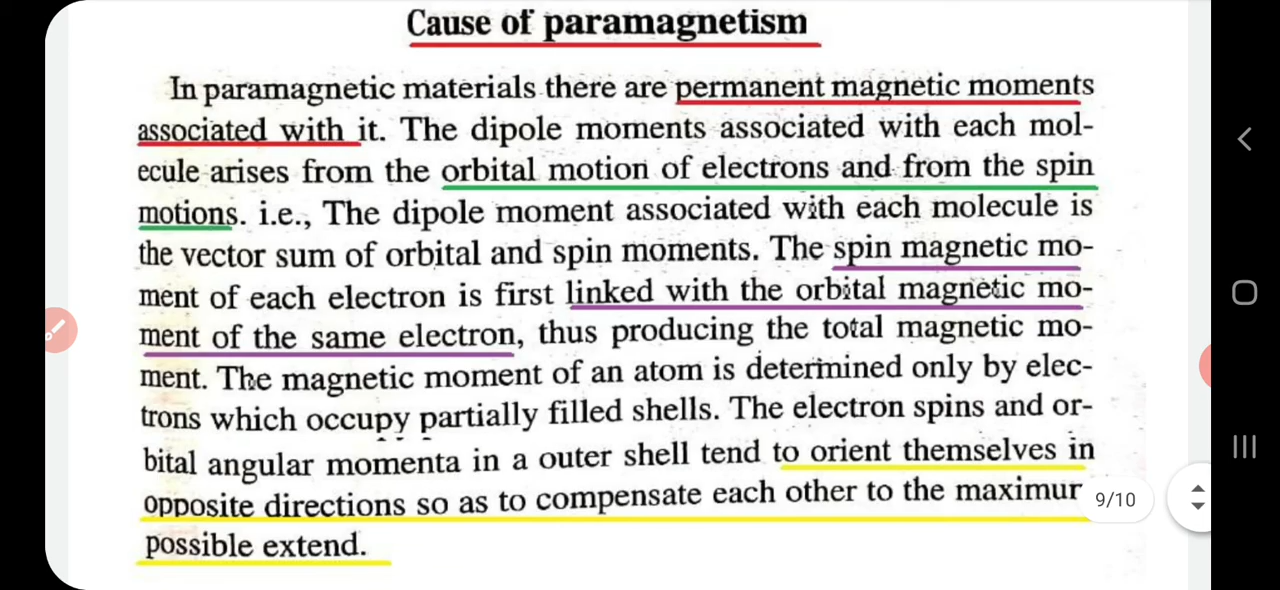 Cause of paramagnetism
In paramagnetic materials there are permanent magnetic moments
associated with it. The dipole moments associated with each mol-
ecule arises from the orbital motion of electrons and from the spin
motions. i.e., The dipole moment associated with each molecule is
the vector sum of orbital and spin moments. The spin magnetic mo-
ment of each electron is first linked with the orbital magnetic mo-
ment of the same electron, thus producing the total magnetic mo-
ment. The magnetic moment of an atom is determined only by elec-
trons which occupy partially filled shells. The electron spins and or-
bital angular momenta in a outer shell tend to orient themselves in
opposite directions so as to compensate each other to the maximur
possible extend.
9/10